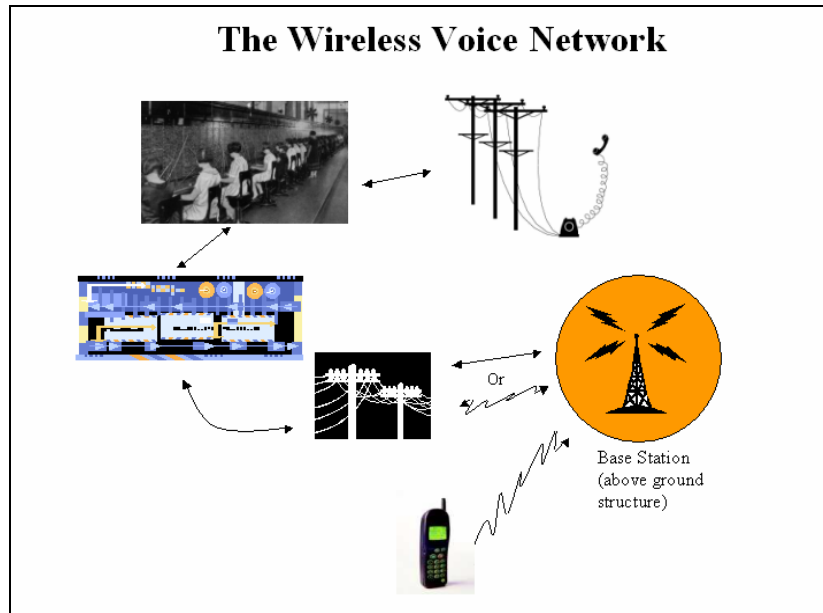 The Wireless Voice Network
Or
Base Station
(above ground
structure)